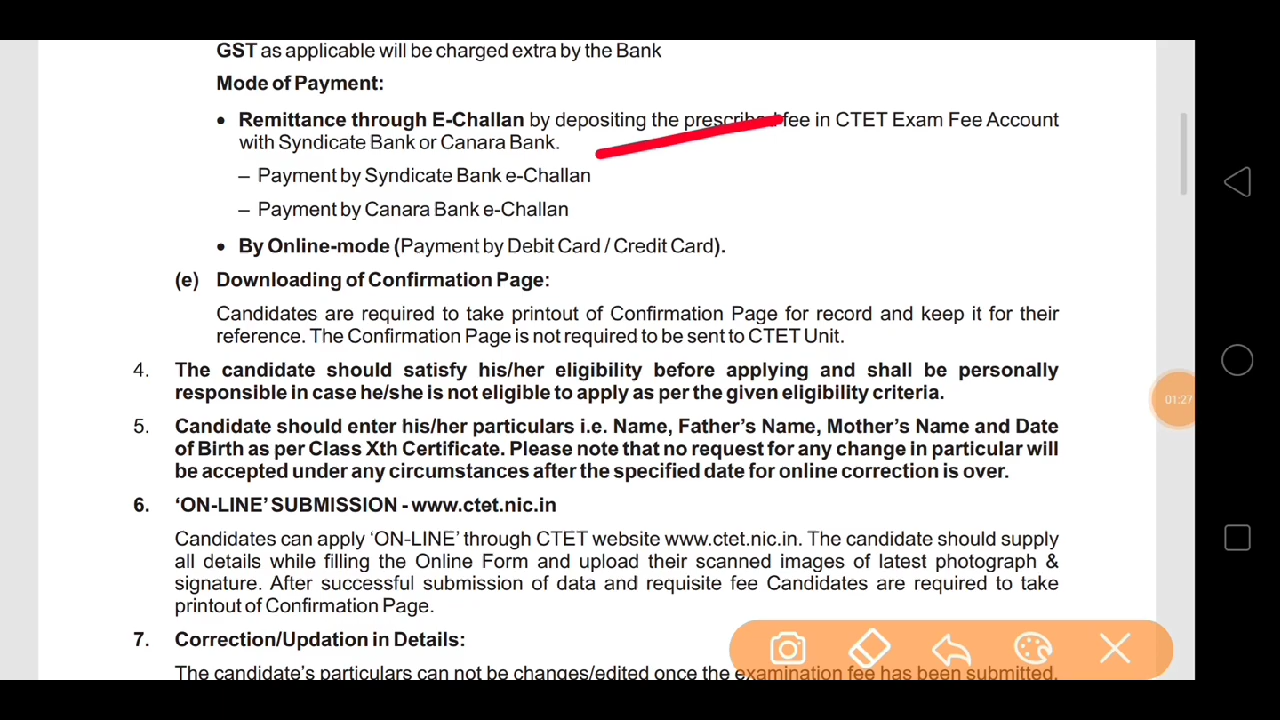 GST as applicable will be charged extra by the Bank
Mode of Payment:
• Remittance through E-Challan by depositing the prescribed fee in CTET Exam Fee Account
with Syndicate Bank or Canara Bank.
– Payment by Syndicate Bank e-Challan
– Payment by Canara Bank e-Challan
• By Online-mode (Payment by Debit Card / Credit Card).
(e) Downloading of Confirmation Page:
Candidates are required to take printout of Confirmation Page for record and keep it for their
reference. The Confirmation Page is not required to be sent to CTET Unit.
4. The candidate should satisfy his/her eligibility before applying and shall be personally
responsible in case he/she is not eligible to apply as per the given eligibility criteria.
5. Candidate should enter his/her particulars i.e. Name, Father's Name, Mother's Name and Date
of Birth as per Class Xth Certificate. Please note that no request for any change in particular will
be accepted under any circumstances after the specified date for online correction is over.
01:27
6. 'ON-LINE' SUBMISSION - www.ctet.nic.in
Candidates can apply 'ON-LINE' through CTET website www.ctet.nic.in. The candidate should supply
all details while filling the Online Form and upload their scanned images of latest photograph &
signature. After successful submission of data and requisite fee Candidates are required to take
printout of Confirmation Page.
7. Correction/Updation in Details:
The candidate's particulars can not be changes/edited once the examination fee has been submitted.